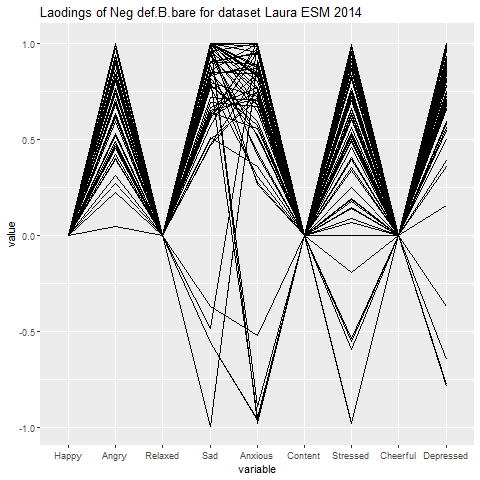 Laodings of Neg def.B.bare for dataset Laura ESM 2014
1.0
0.5
0.0
-0.5
-1.0
value
Happy Angry Relaxed Sad Anxious Content Stressed Cheerful Depressed
variable